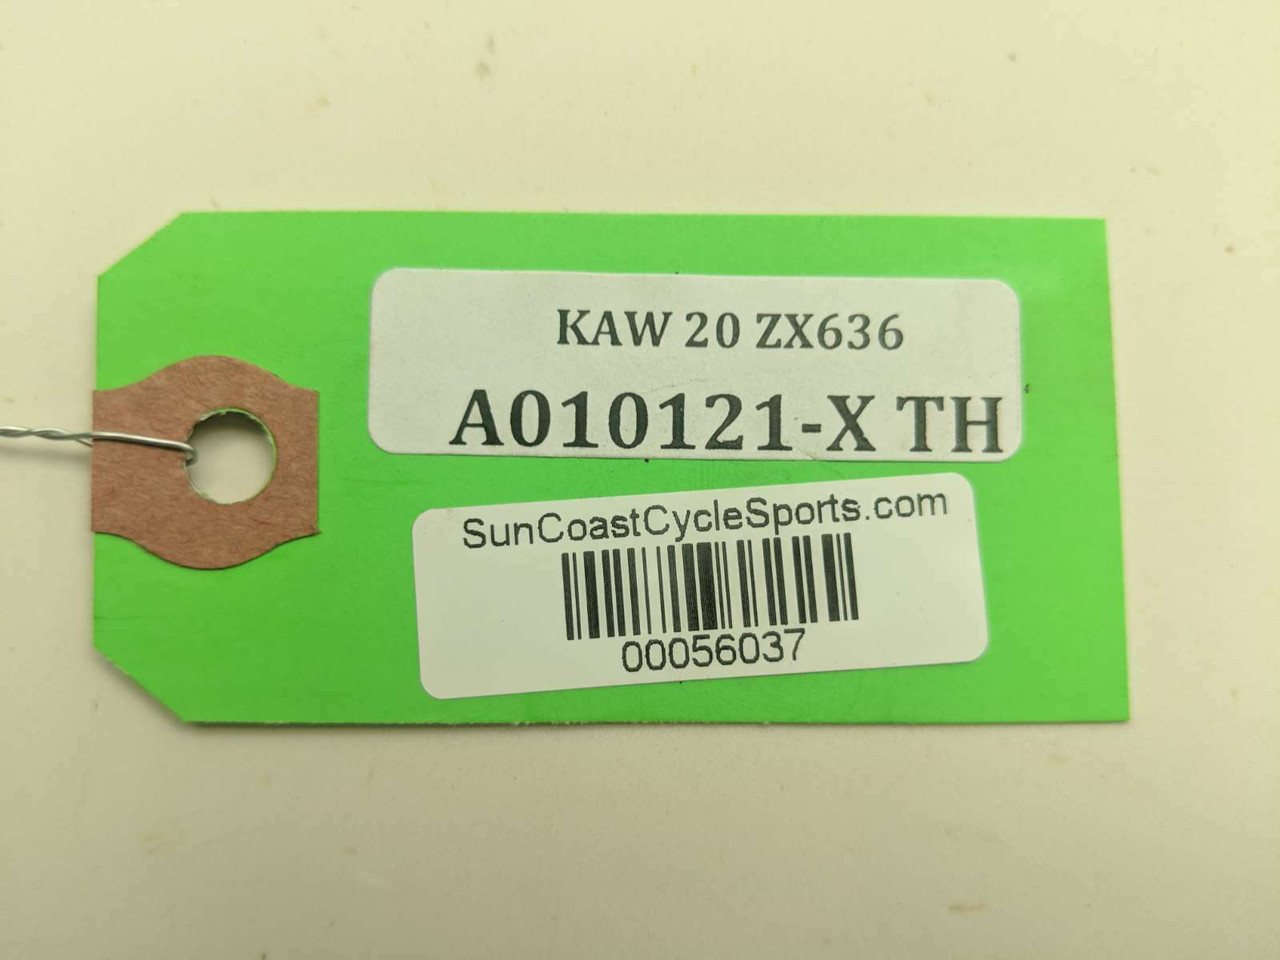 KAW 20 ZX636
A010121-X TH
SunCoastCycleSports.com
00056037